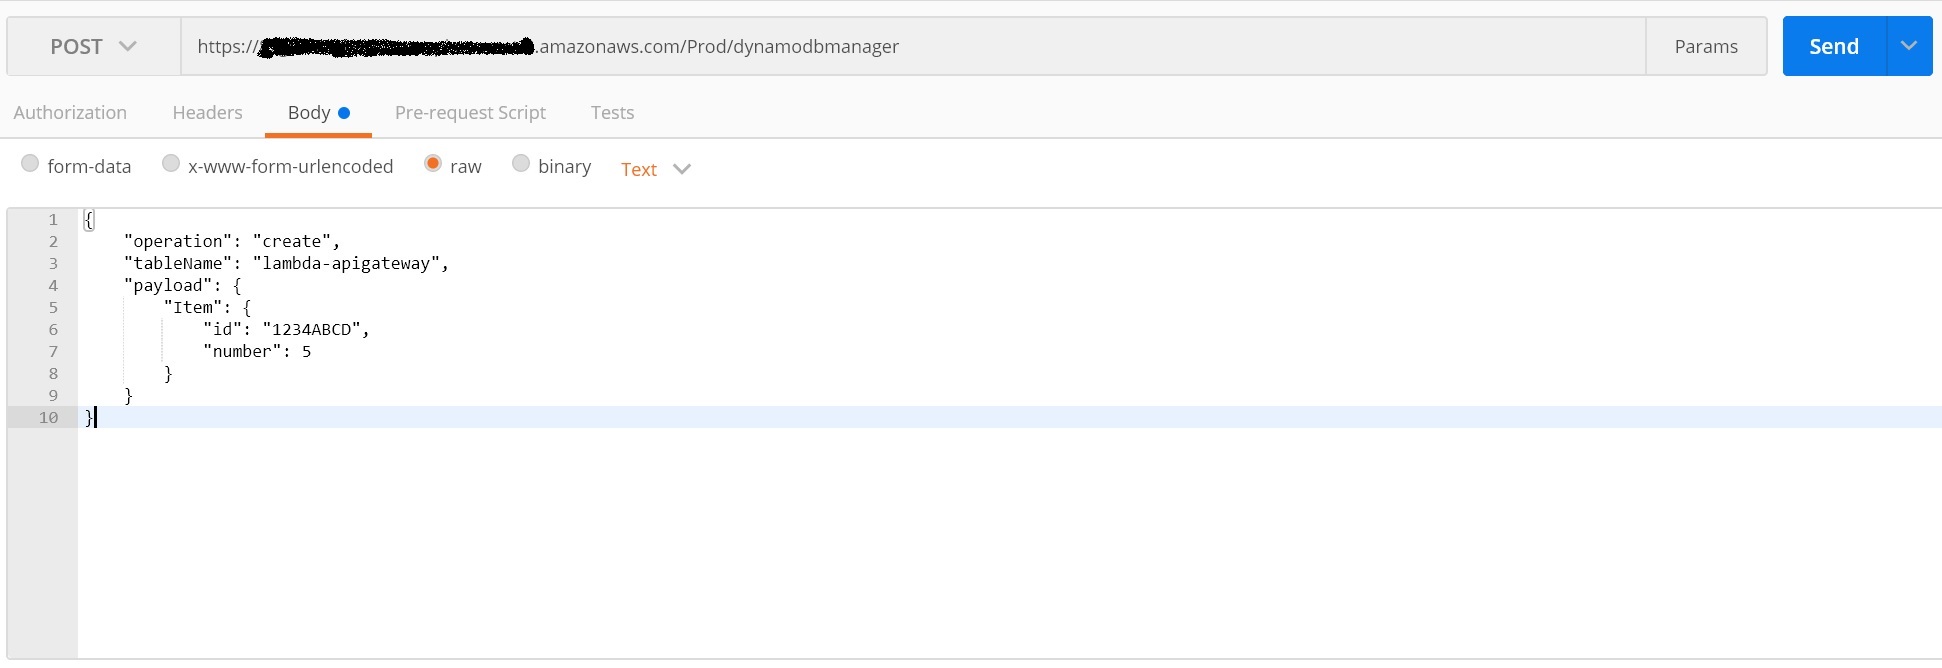 POST https://.amazonaws.com/Prod/dynamodbmanager Params Send
Authorization Headers Body Pre-request Script Tests
form-data x-www-form-urlencoded raw binary Text
1 {
2 "operation": "create",
3 "tableName": "lambda-apigateway",
4 "payload": {
5 "Item": {
6 "id": "1234ABCD",
7 "number": 5
8 }
9 }
10 }